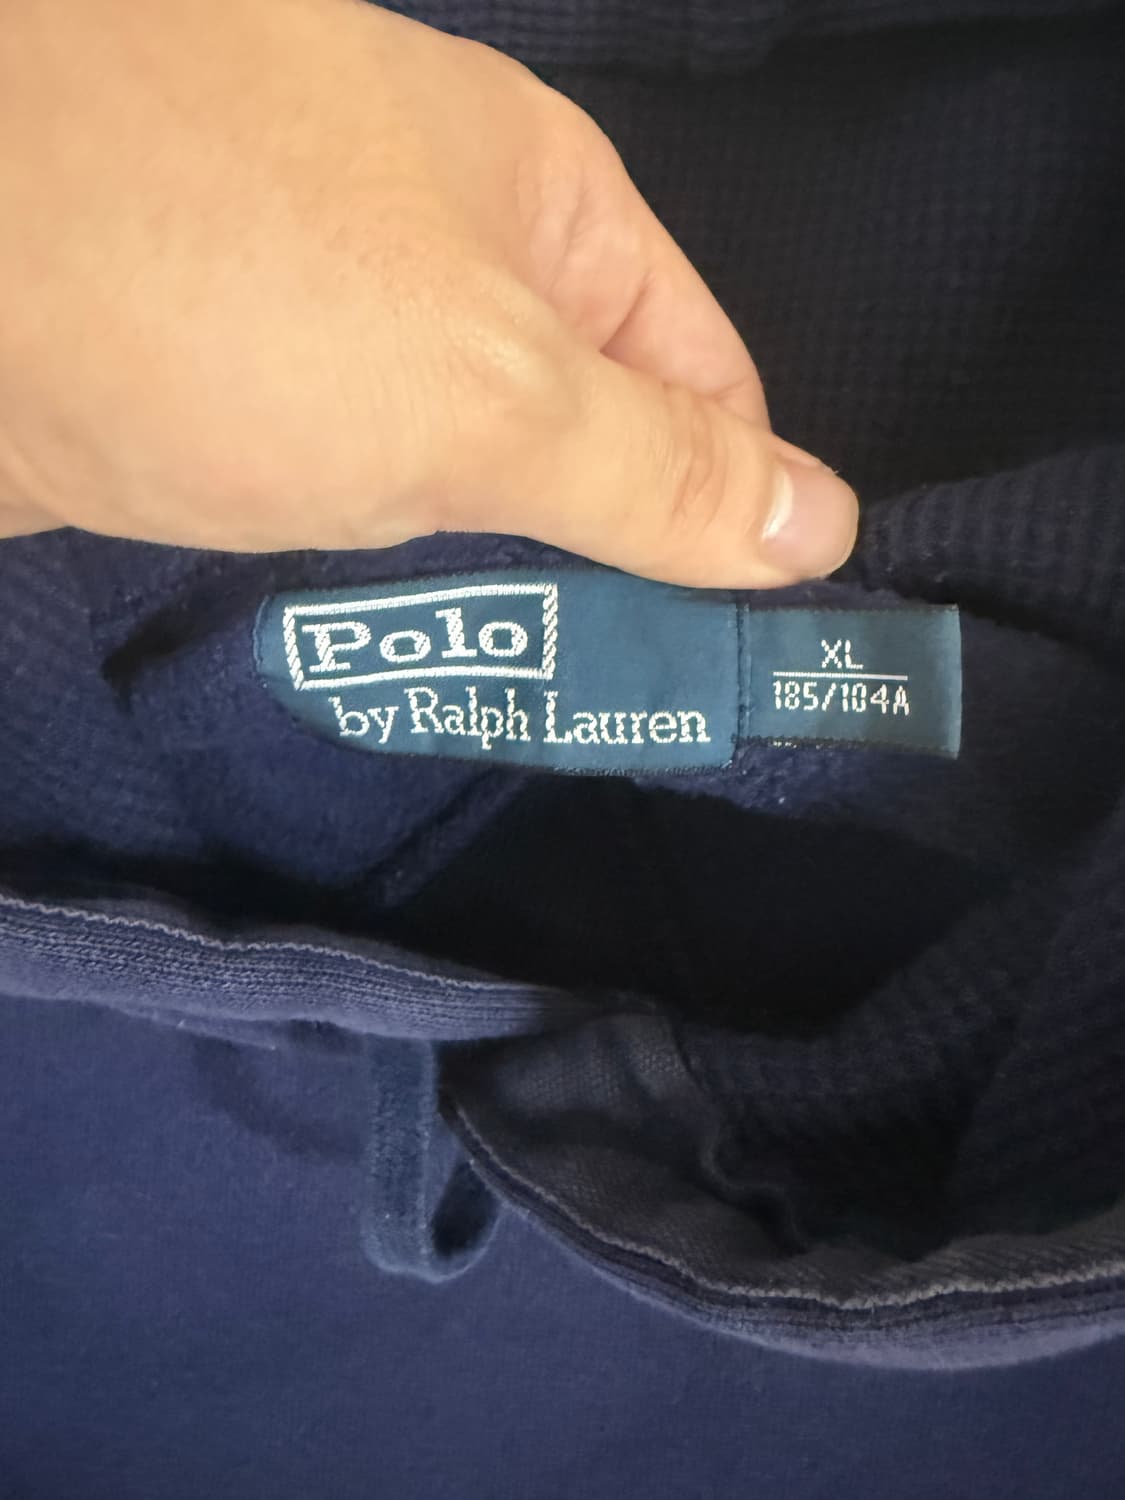 Polo
by Ralph Lauren
XL
185/104A